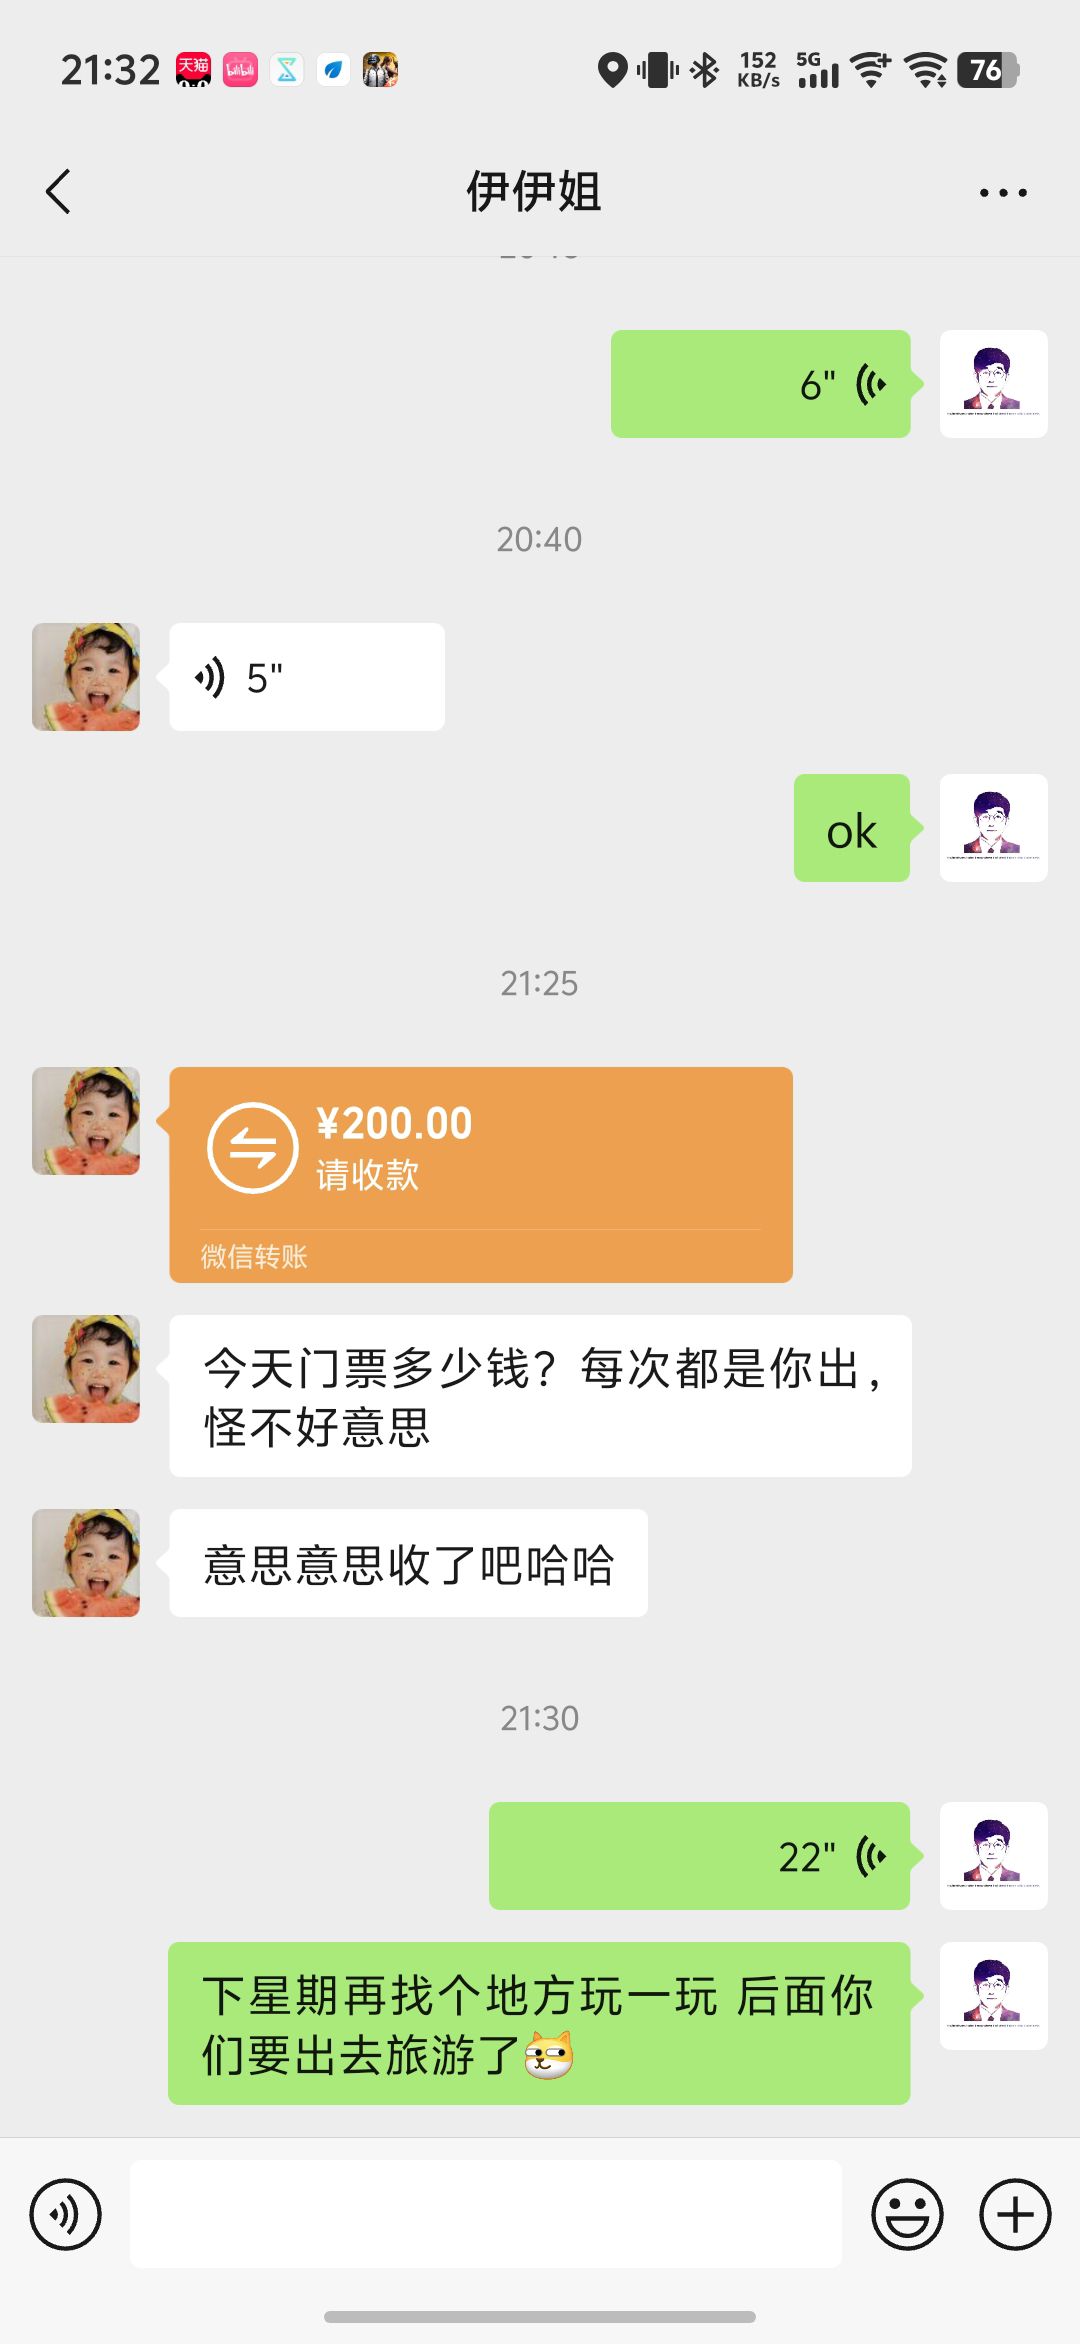 21:32
天猫
bilibili
152
KB/s
5G
76
伊伊姐
6"
20:40
5"
ok
21:25
¥200.00
请收款
微信转账
今天门票多少钱？每次都是你出，
怪不好意思
意思意思收了吧哈哈
21:30
22"
下星期再找个地方玩一玩 后面你
们要出去旅游了